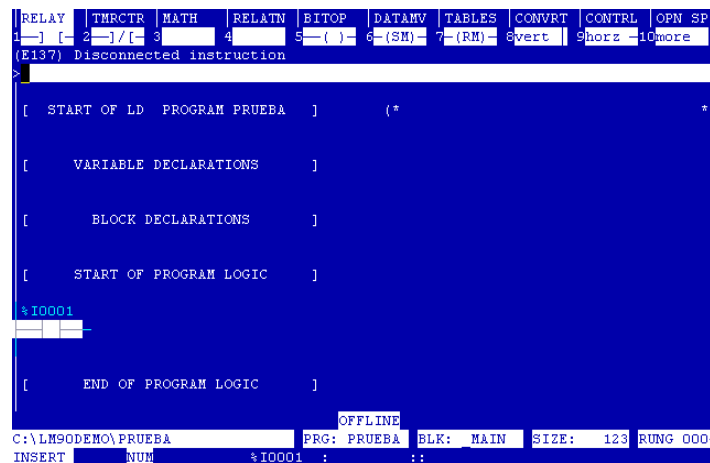 RELAY TMRCTR MATH RELATN BITOP DATAMV TABLES CONVRT CONTRL OPN SP
1—] [— 2—]/[— 3 4 5—( )— 6—(SM)— 7—(RM)— 8vert | 9horz —10more
(E137) Disconnected instruction
>
[ START OF LD PROGRAM PRUEBA ] (* *
[ VARIABLE DECLARATIONS ]
[ BLOCK DECLARATIONS ]
[ START OF PROGRAM LOGIC ]
%I0001
[ END OF PROGRAM LOGIC ]
OFFLINE
C:\LM90DEMO\PRUEBA PRG: PRUEBA BLK: _MAIN SIZE: 123 RUNG 000
INSERT NUM %I0001 : ::